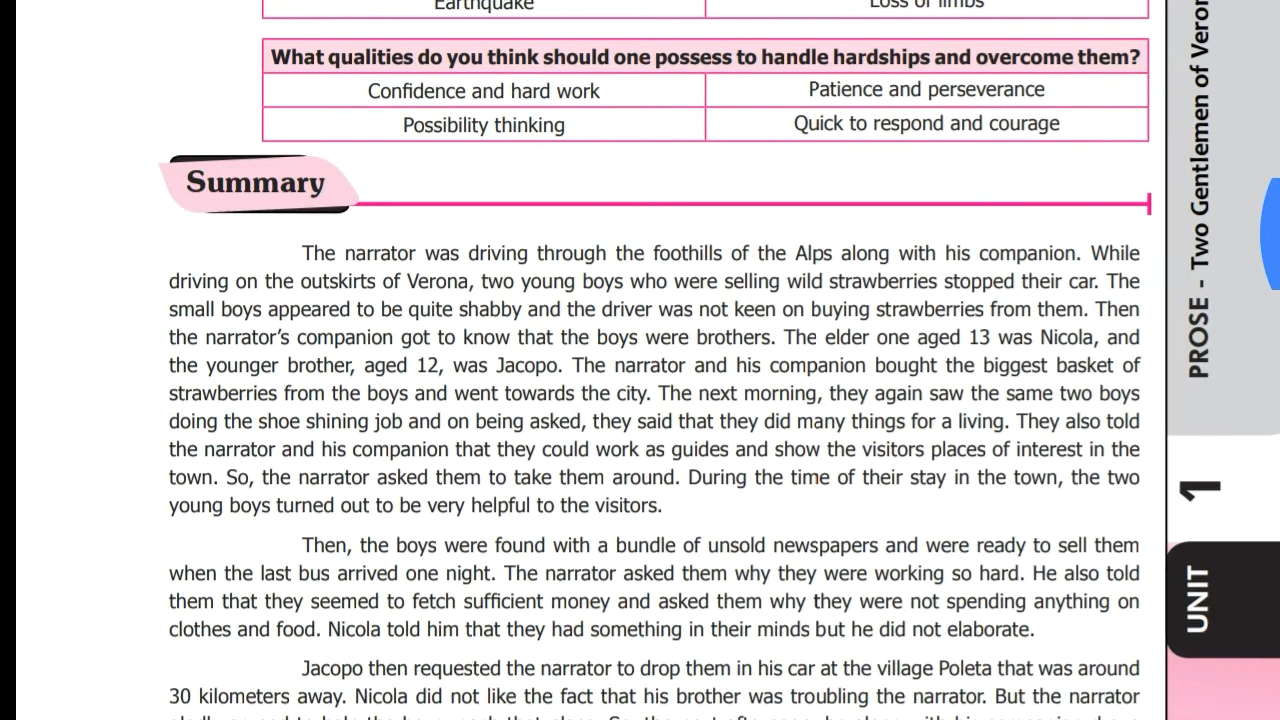 Earthquake
Loss of limbs
What qualities do you think should one possess to handle hardships and overcome them?
Confidence and hard work
Patience and perseverance
Possibility thinking
Quick to respond and courage
Summary
The narrator was driving through the foothills of the Alps along with his companion. While
driving on the outskirts of Verona, two young boys who were selling wild strawberries stopped their car. The
small boys appeared to be quite shabby and the driver was not keen on buying strawberries from them. Then
the narrator's companion got to know that the boys were brothers. The elder one aged 13 was Nicola, and
the younger brother, aged 12, was Jacopo. The narrator and his companion bought the biggest basket of
strawberries from the boys and went towards the city. The next morning, they again saw the same two boys
doing the shoe shining job and on being asked, they said that they did many things for a living. They also told
the narrator and his companion that they could work as guides and show the visitors places of interest in the
town. So, the narrator asked them to take them around. During the time of their stay in the town, the two
young boys turned out to be very helpful to the visitors.
Then, the boys were found with a bundle of unsold newspapers and were ready to sell them
when the last bus arrived one night. The narrator asked them why they were working so hard. He also told
them that they seemed to fetch sufficient money and asked them why they were not spending anything on
clothes and food. Nicola told him that they had something in their minds but he did not elaborate.
Jacopo then requested the narrator to drop them in his car at the village Poleta that was around
30 kilometers away. Nicola did not like the fact that his brother was troubling the narrator. But the narrator
PROSE - Two Gentlemen of Veron
UNIT
1